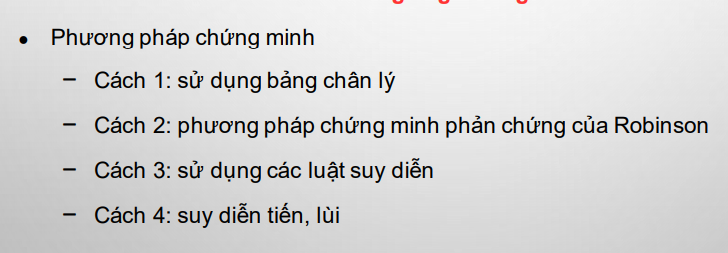 • Phương pháp chứng minh
– Cách 1: sử dụng bảng chân lý
– Cách 2: phương pháp chứng minh phản chứng của Robinson
– Cách 3: sử dụng các luật suy diễn
– Cách 4: suy diễn tiến, lùi